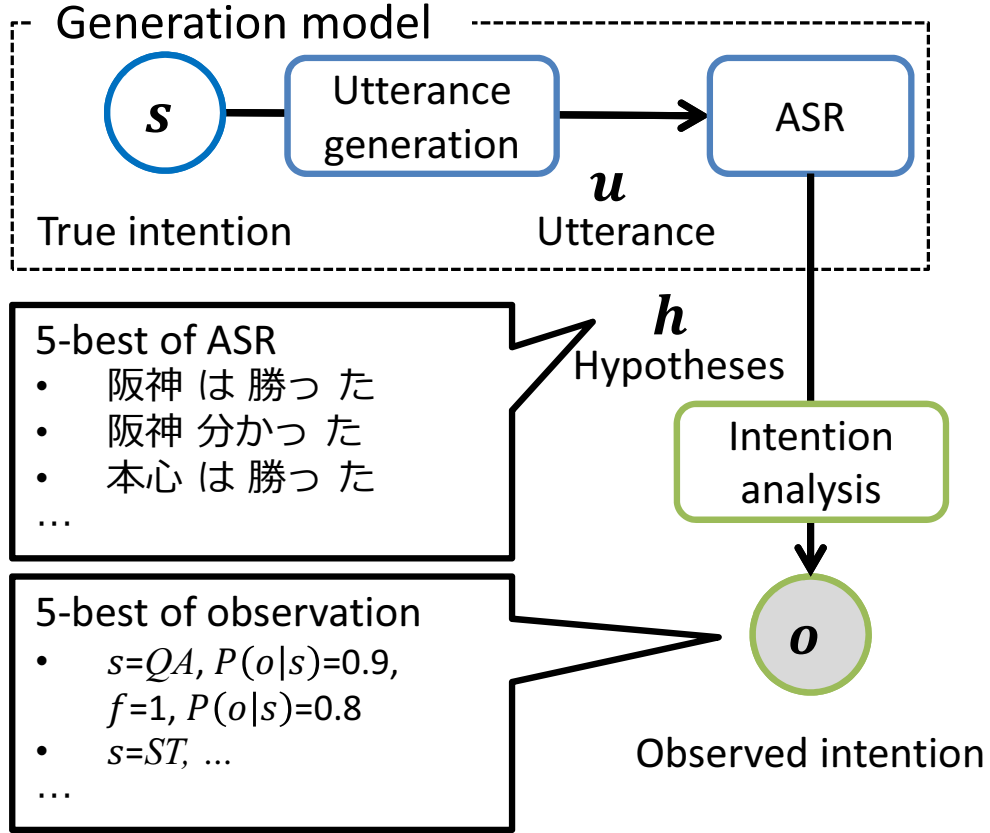 Generation model
s
Utterance
generation
ASR
u
True intention
Utterance
5-best of ASR
• 阪神 は 勝っ た
• 阪神 分かっ た
• 本心 は 勝っ た
…
h
Hypotheses
Intention
analysis
5-best of observation
• s=QA, P(o|s)=0.9,
f=1, P(o|s)=0.8
• s=ST, …
…
o
Observed intention